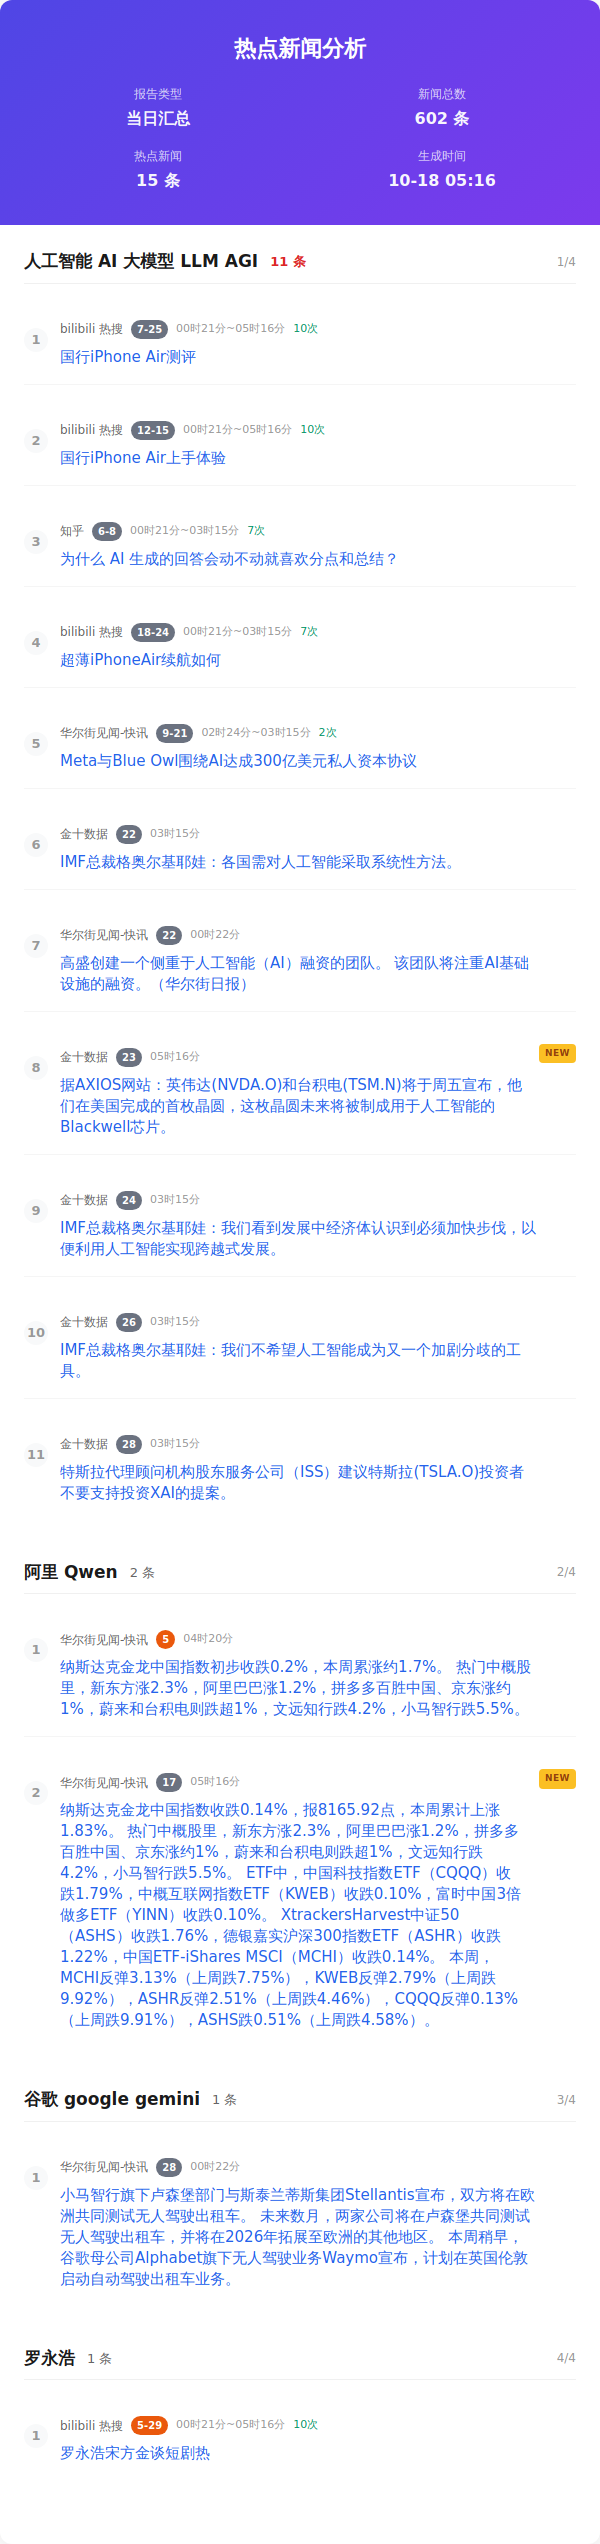 热点新闻分析
报告类型
新闻总数
当日汇总
602 条
热点新闻
生成时间
15 条
10-18 05:16
人工智能 AI 大模型 LLM AGI 11 条 1/4
1
bilibili 热搜 7-25 00时21分~05时16分 10次
国行iPhone Air测评
2
bilibili 热搜 12-15 00时21分~05时16分 10次
国行iPhone Air上手体验
3
知乎 6-8 00时21分~03时15分 7次
为什么 AI 生成的回答会动不动就喜欢分点和总结？
4
bilibili 热搜 18-24 00时21分~03时15分 7次
超薄iPhoneAir续航如何
5
华尔街见闻-快讯 9-21 02时24分~03时15分 2次
Meta与Blue Owl围绕AI达成300亿美元私人资本协议
6
金十数据 22 03时15分
IMF总裁格奥尔基耶娃：各国需对人工智能采取系统性方法。
7
华尔街见闻-快讯 22 00时22分
高盛创建一个侧重于人工智能（AI）融资的团队。 该团队将注重AI基础
设施的融资。（华尔街日报）
8
金十数据 23 05时16分 NEW
据AXIOS网站：英伟达(NVDA.O)和台积电(TSM.N)将于周五宣布，他
们在美国完成的首枚晶圆，这枚晶圆未来将被制成用于人工智能的
Blackwell芯片。
9
金十数据 24 03时15分
IMF总裁格奥尔基耶娃：我们看到发展中经济体认识到必须加快步伐，以
便利用人工智能实现跨越式发展。
10
金十数据 26 03时15分
IMF总裁格奥尔基耶娃：我们不希望人工智能成为又一个加剧分歧的工
具。
11
金十数据 28 03时15分
特斯拉代理顾问机构股东服务公司（ISS）建议特斯拉(TSLA.O)投资者
不要支持投资XAI的提案。
阿里 Qwen 2 条 2/4
1
华尔街见闻-快讯 5 04时20分
纳斯达克金龙中国指数初步收跌0.2%，本周累涨约1.7%。 热门中概股
里，新东方涨2.3%，阿里巴巴涨1.2%，拼多多百胜中国、京东涨约
1%，蔚来和台积电则跌超1%，文远知行跌4.2%，小马智行跌5.5%。
2
华尔街见闻-快讯 17 05时16分 NEW
纳斯达克金龙中国指数收跌0.14%，报8165.92点，本周累计上涨
1.83%。 热门中概股里，新东方涨2.3%，阿里巴巴涨1.2%，拼多多
百胜中国、京东涨约1%，蔚来和台积电则跌超1%，文远知行跌
4.2%，小马智行跌5.5%。 ETF中，中国科技指数ETF（CQQQ）收
跌1.79%，中概互联网指数ETF（KWEB）收跌0.10%，富时中国3倍
做多ETF（YINN）收跌0.10%。 XtrackersHarvest中证50
（ASHS）收跌1.76%，德银嘉实沪深300指数ETF（ASHR）收跌
1.22%，中国ETF-iShares MSCI（MCHI）收跌0.14%。 本周，
MCHI反弹3.13%（上周跌7.75%），KWEB反弹2.79%（上周跌
9.92%），ASHR反弹2.51%（上周跌4.46%），CQQQ反弹0.13%
（上周跌9.91%），ASHS跌0.51%（上周跌4.58%）。
谷歌 google gemini 1 条 3/4
1
华尔街见闻-快讯 28 00时22分
小马智行旗下卢森堡部门与斯泰兰蒂斯集团Stellantis宣布，双方将在欧
洲共同测试无人驾驶出租车。 未来数月，两家公司将在卢森堡共同测试
无人驾驶出租车，并将在2026年拓展至欧洲的其他地区。 本周稍早，
谷歌母公司Alphabet旗下无人驾驶业务Waymo宣布，计划在英国伦敦
启动自动驾驶出租车业务。
罗永浩 1 条 4/4
1
bilibili 热搜 5-29 00时21分~05时16分 10次
罗永浩宋方金谈短剧热